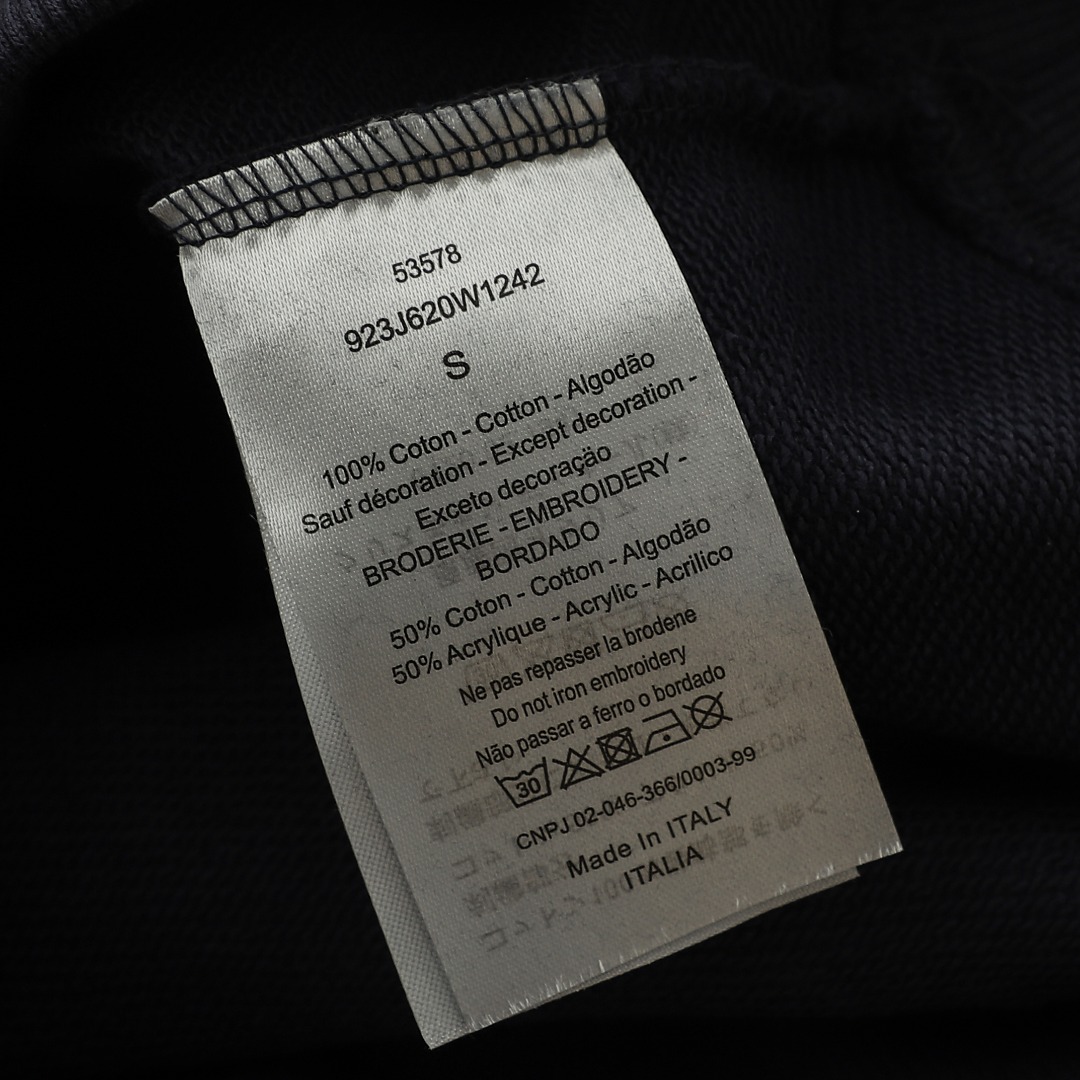 53578
923J620W1242
S
100% Coton - Cotton - Algodão
Sauf décoration - Except decoration -
Exceto decoração
BRODERIE - EMBROIDERY -
BORDADO
50% Coton - Cotton - Algodão
50% Acrylique - Acrylic - Acrilico
Ne pas repasser la brodene
Do not iron embroidery
Não passar a ferro o bordado
30
CNPJ 02-046-366/0003-99
Made In ITALY
ITALIA